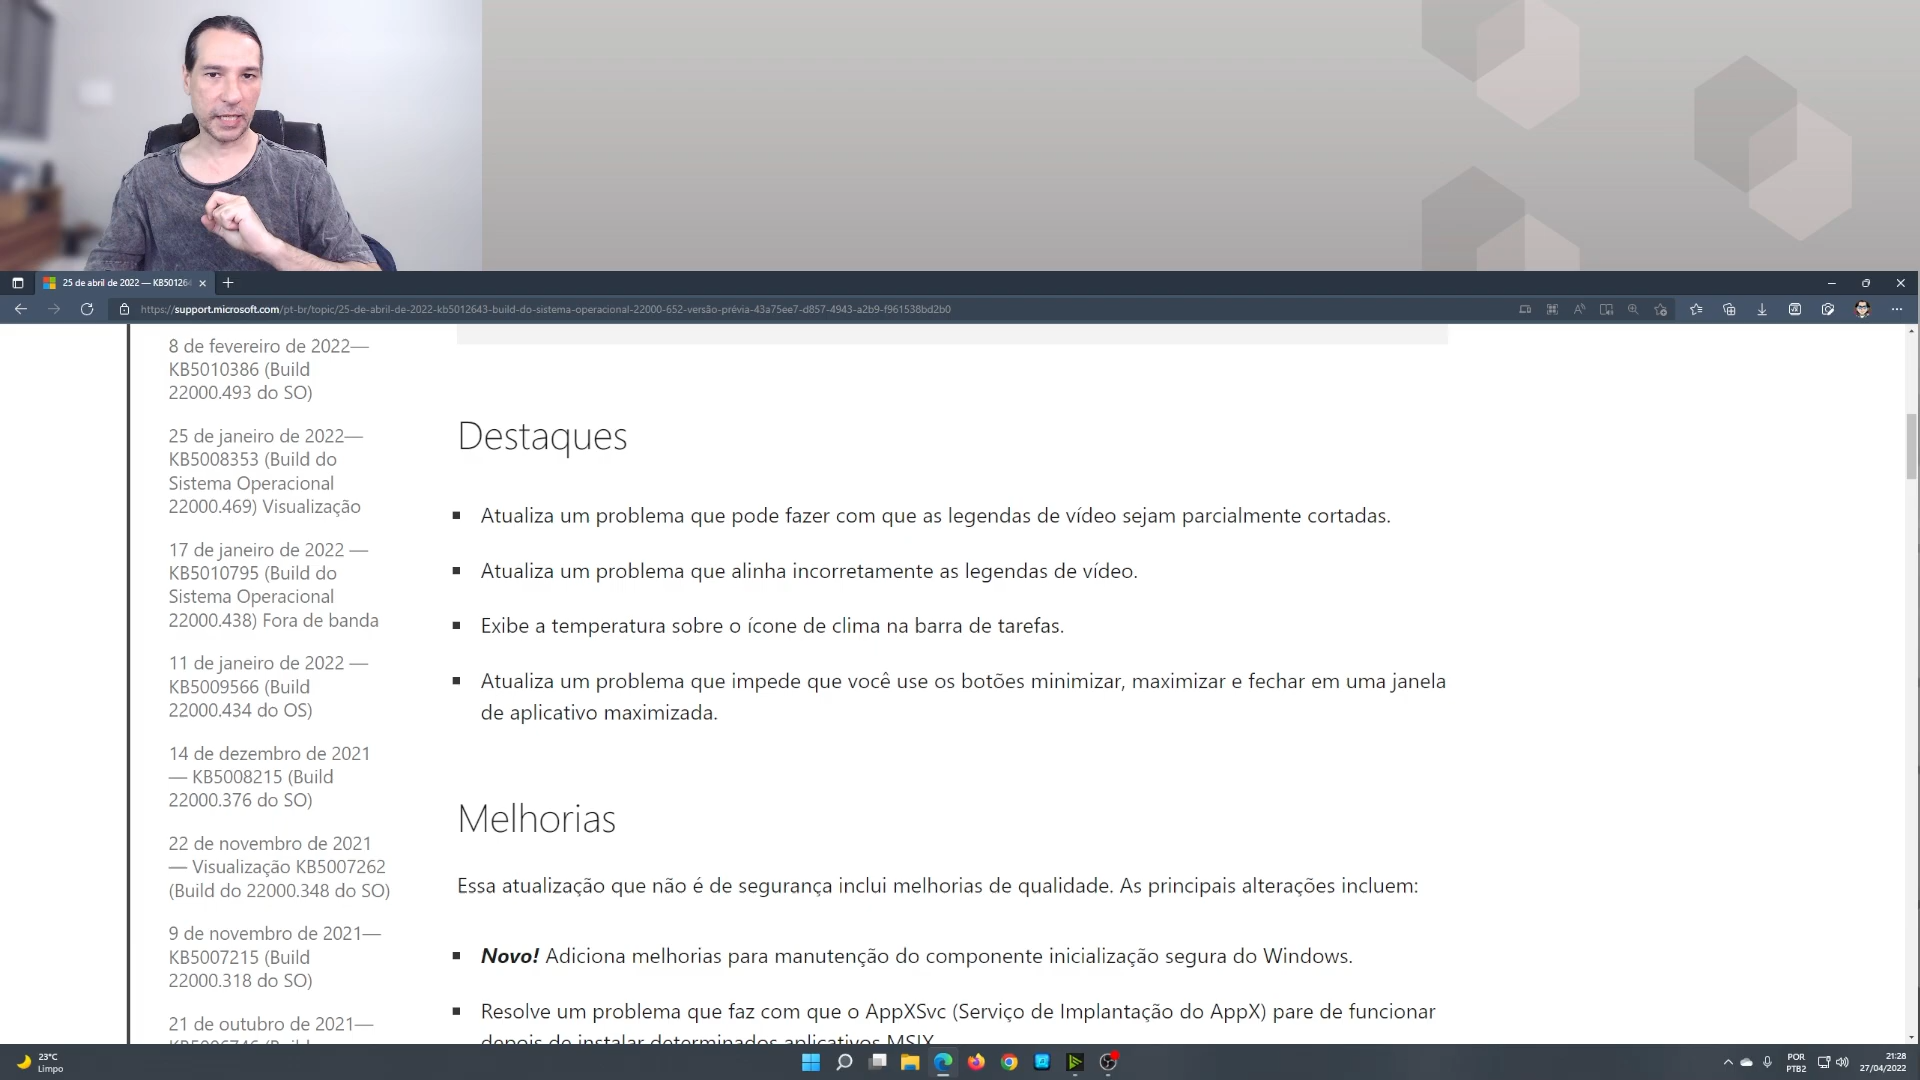 25 de abril de 2022 — KB50126
https://support.microsoft.com/pt-br/topic/25-de-abril-de-2022-kb5012643-build-do-sistema-operacional-22000-652-versão-prévia-43a75ee7-d857-4943-a2b9-f961538bd2b0
8 de fevereiro de 2022—
KB5010386 (Build
22000.493 do SO)
25 de janeiro de 2022—
KB5008353 (Build do
Sistema Operacional
22000.469) Visualização
17 de janeiro de 2022 —
KB5010795 (Build do
Sistema Operacional
22000.438) Fora de banda
11 de janeiro de 2022 —
KB5009566 (Build
22000.434 do OS)
14 de dezembro de 2021
— KB5008215 (Build
22000.376 do SO)
22 de novembro de 2021
— Visualização KB5007262
(Build do 22000.348 do SO)
9 de novembro de 2021—
KB5007215 (Build
22000.318 do SO)
21 de outubro de 2021—
Destaques
Atualiza um problema que pode fazer com que as legendas de vídeo sejam parcialmente cortadas.
Atualiza um problema que alinha incorretamente as legendas de vídeo.
Exibe a temperatura sobre o ícone de clima na barra de tarefas.
Atualiza um problema que impede que você use os botões minimizar, maximizar e fechar em uma janela
de aplicativo maximizada.
Melhorias
Essa atualização que não é de segurança inclui melhorias de qualidade. As principais alterações incluem:
Novo! Adiciona melhorias para manutenção do componente inicialização segura do Windows.
Resolve um problema que faz com que o AppXSvc (Serviço de Implantação do AppX) pare de funcionar
depois de instalar determinados aplicativos MSIX
23°C
Limpo
POR
PTB2
21:28
27/04/2022